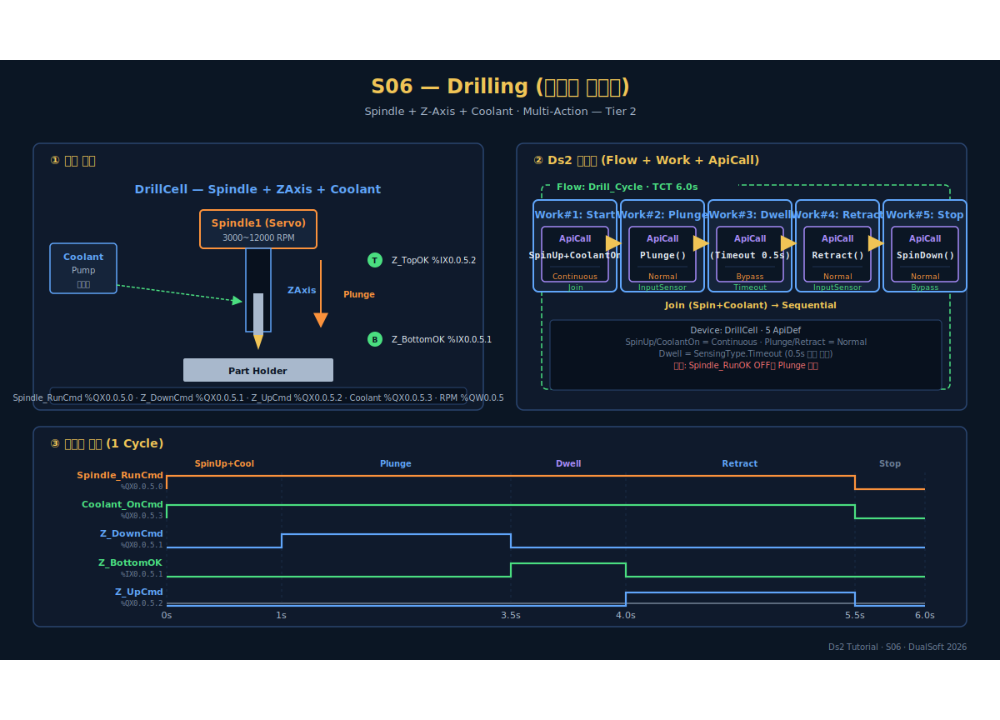 S06 — Drilling (
Spindle + Z-Axis + Coolant · Multi-Action — Tier 2
①
DrillCell — Spindle + ZAxis + Coolant
Spindle1 (Servo)
3000~12000 RPM
Coolant
Pump
ZAxis
Plunge
T
Z_TopOK %IX0.0.5.2
B
Z_BottomOK %IX0.0.5.1
Part Holder
Spindle_RunCmd %QX0.0.5.0 · Z_DownCmd %QX0.0.5.1 · Z_UpCmd %QX0.0.5.2 · Coolant %QX0.0.5.3 · RPM %QW0.0.5
② Ds2 (Flow + Work + ApiCall)
Flow: Drill_Cycle · TCT 6.0s
Work#1: Start
ApiCall
SpinUp+CoolantOn
Continuous
Join
Work#2: Plunge
ApiCall
Plunge()
Normal
InputSensor
Work#3: Dwell
ApiCall
(Timeout 0.5s)
Bypass
Timeout
Work#4: Retract
ApiCall
Retract()
Normal
InputSensor
Work#5: Stop
ApiCall
SpinDown()
Normal
Bypass
Join (Spin+Coolant) → Sequential
Device: DrillCell · 5 ApiDef
SpinUp/CoolantOn = Continuous · Plunge/Retract = Normal
Dwell = SensingType.Timeout (0.5s
: Spindle_RunOK OFF Plunge
③ (1 Cycle)
SpinUp+Cool
Plunge
Dwell
Retract
Stop
Spindle_RunCmd
%QX0.0.5.0
Coolant_OnCmd
%QX0.0.5.3
Z_DownCmd
%QX0.0.5.1
Z_BottomOK
%IX0.0.5.1
Z_UpCmd
%QX0.0.5.2
0s
1s
3.5s
4.0s
5.5s
6.0s
Ds2 Tutorial · S06 · DualSoft 2026